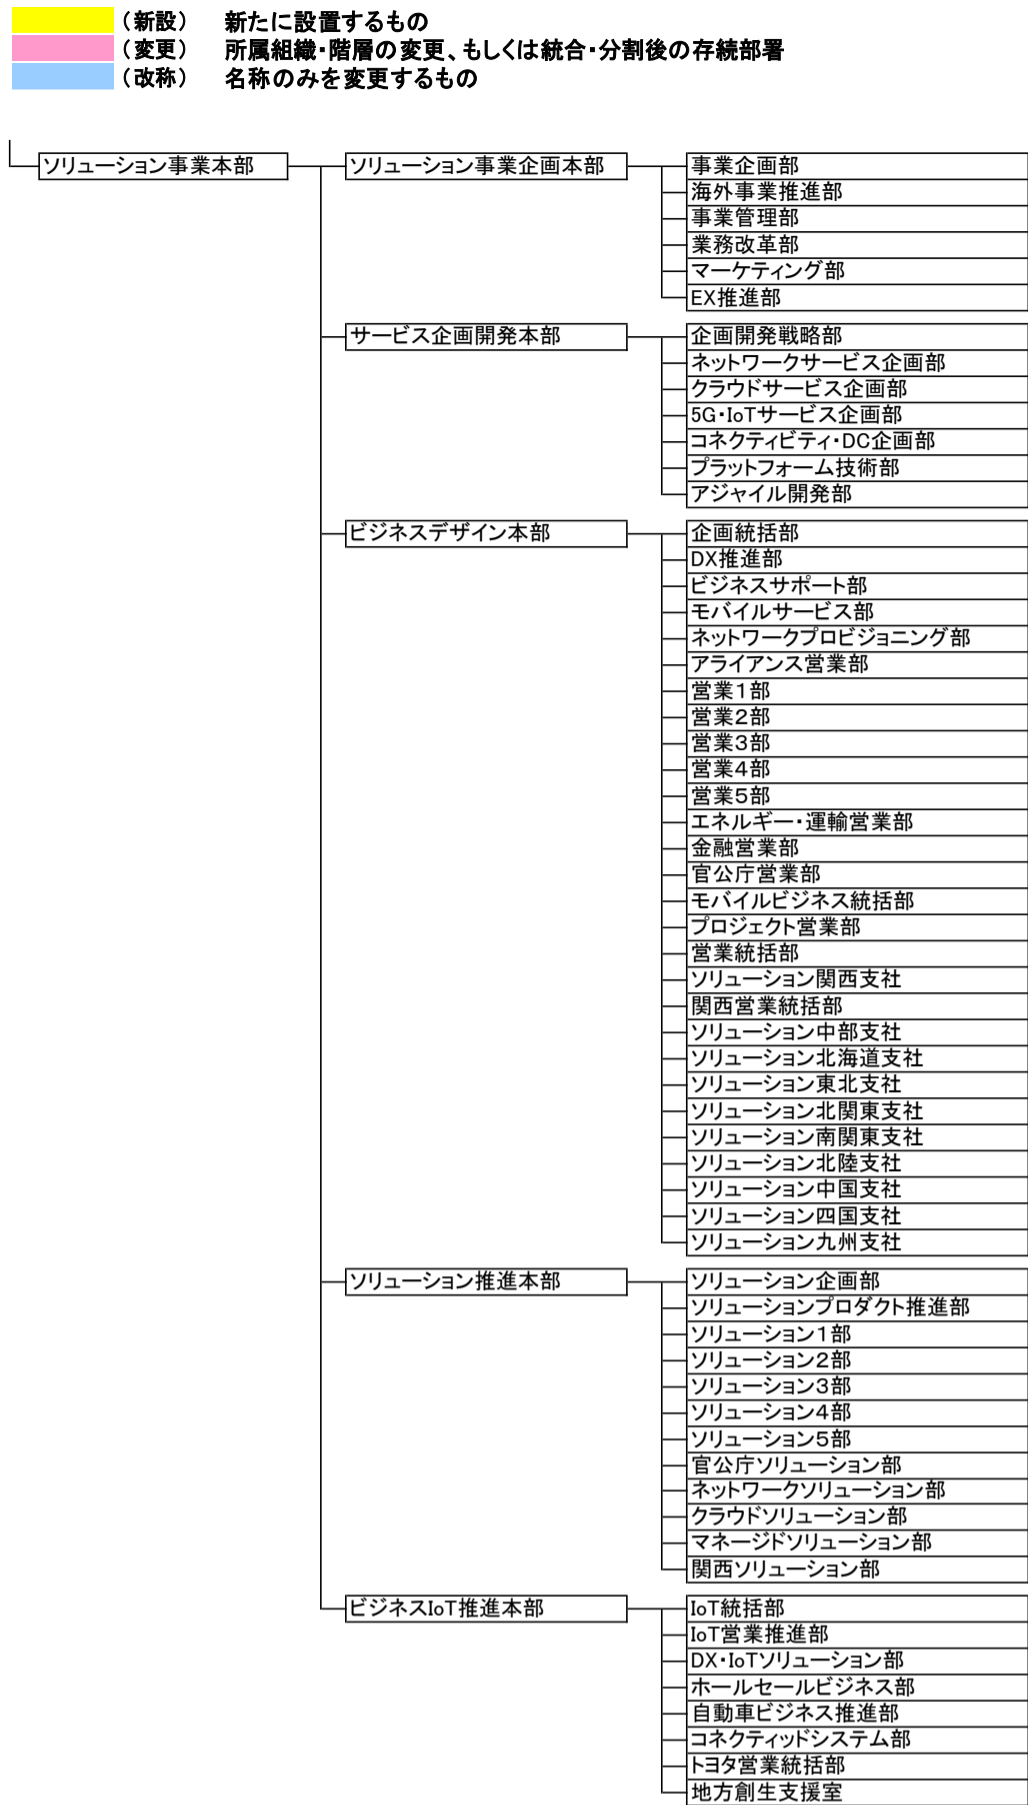 （新設） 新たに設置するもの
（変更） 所属組織・階層の変更、もしくは統合・分割後の存続部署
（改称） 名称のみを変更するもの
ソリューション事業本部 ソリューション事業企画本部 事業企画部
海外事業推進部
事業管理部
業務改革部
マーケティング部
EX推進部
サービス企画開発本部 企画開発戦略部
ネットワークサービス企画部
クラウドサービス企画部
5G・IoTサービス企画部
コネクティビティ・DC企画部
プラットフォーム技術部
アジャイル開発部
ビジネスデザイン本部 企画統括部
DX推進部
ビジネスサポート部
モバイルサービス部
ネットワークプロビジョニング部
アライアンス営業部
営業１部
営業２部
営業３部
営業４部
営業５部
エネルギー・運輸営業部
金融営業部
官公庁営業部
モバイルビジネス統括部
プロジェクト営業部
営業統括部
ソリューション関西支社
関西営業統括部
ソリューション中部支社
ソリューション北海道支社
ソリューション東北支社
ソリューション北関東支社
ソリューション南関東支社
ソリューション北陸支社
ソリューション中国支社
ソリューション四国支社
ソリューション九州支社
ソリューション推進本部 ソリューション企画部
ソリューションプロダクト推進部
ソリューション１部
ソリューション２部
ソリューション３部
ソリューション４部
ソリューション５部
官公庁ソリューション部
ネットワークソリューション部
クラウドソリューション部
マネージドソリューション部
関西ソリューション部
ビジネスIoT推進本部 IoT統括部
IoT営業推進部
DX・IoTソリューション部
ホールセールビジネス部
自動車ビジネス推進部
コネクティッドシステム部
トヨタ営業統括部
地方創生支援室